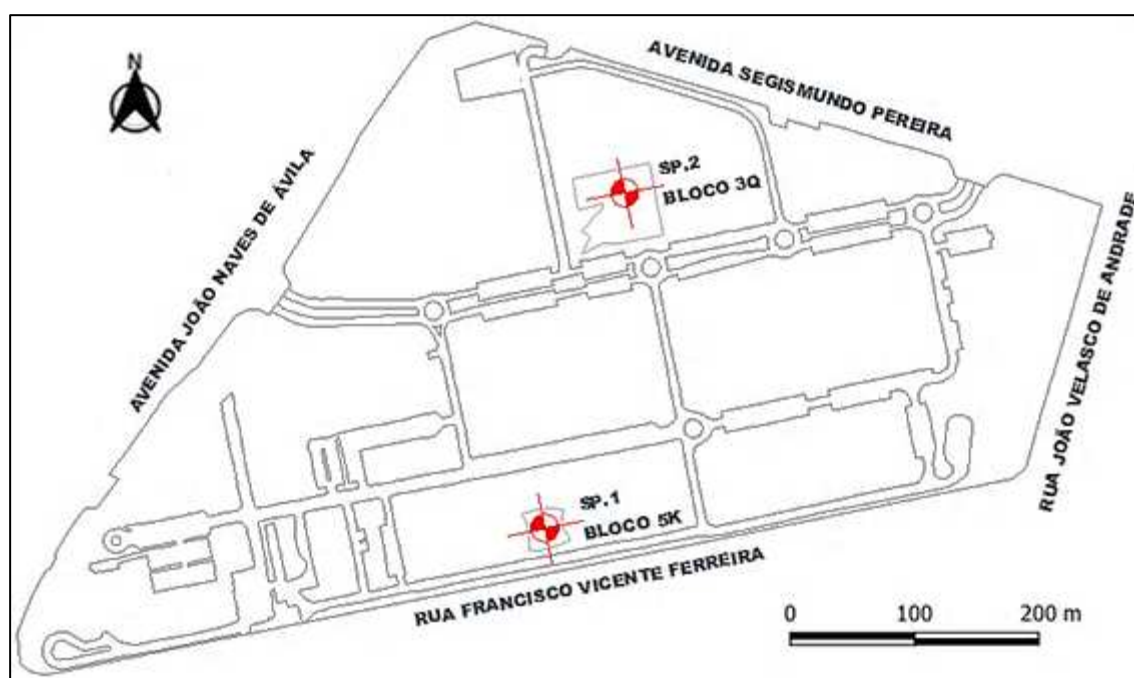 N
AVENIDA SEGISMUNDO PEREIRA
AVENIDA JOÃO NAVES DE ÁVILA
SP.2
BLOCO 3Q
RUA JOÃO VELASCO DE ANDRADE
SP.1
BLOCO 5K
RUA FRANCISCO VICENTE FERREIRA
0 100 200 m